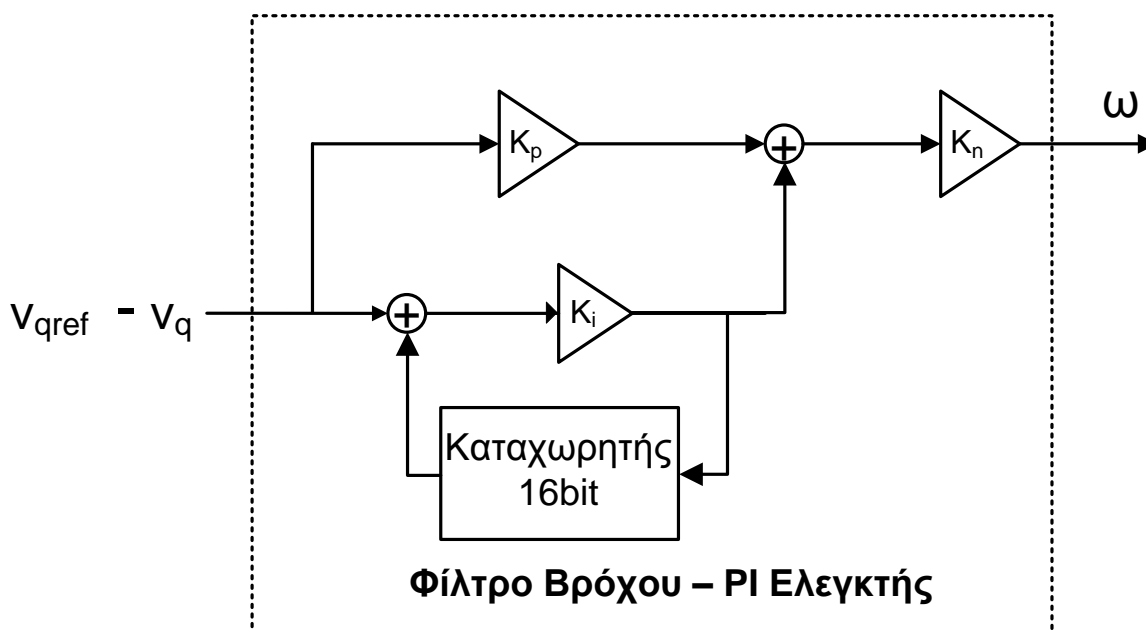 ω
Kp
+
Kn
vqref - vq
+
Ki
Καταχωρητής
16bit
Φίλτρο Βρόχου – PI Ελεγκτής